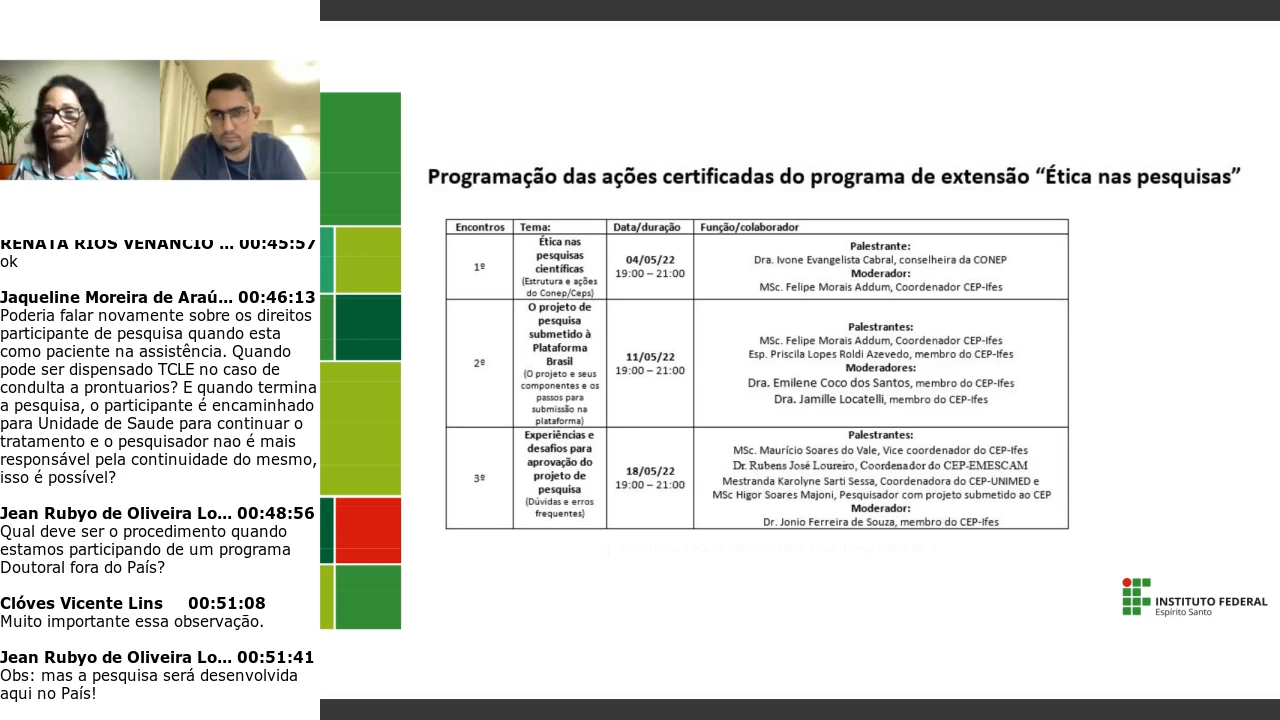 RENATA RIOS VENANCIO ... 00:45:57
ok
Jaqueline Moreira de Araú... 00:46:13
Poderia falar novamente sobre os direitos
participante de pesquisa quando esta
como paciente na assistência. Quando
pode ser dispensado TCLE no caso de
condulta a prontuarios? E quando termina
a pesquisa, o participante é encaminhado
para Unidade de Saude para continuar o
tratamento e o pesquisador nao é mais
responsável pela continuidade do mesmo,
isso é possível?
Jean Rubyo de Oliveira Lo... 00:48:56
Qual deve ser o procedimento quando
estamos participando de um programa
Doutoral fora do País?
Clóves Vicente Lins 00:51:08
Muito importante essa observação.
Jean Rubyo de Oliveira Lo... 00:51:41
Obs: mas a pesquisa será desenvolvida
aqui no País!
Programação das ações certificadas do programa de extensão “Ética nas pesquisas”
Encontros Tema: Data/duração Função/colaborador
1º
Ética nas
pesquisas
científicas
(Estrutura e ações
do Conep/Ceps)
04/05/22
19:00 – 21:00
Palestrante:
Dra. Ivone Evangelista Cabral, conselheira da CONEP
Moderador:
MSc. Felipe Morais Addum, Coordenador CEP-Ifes
2º
O projeto de
pesquisa
submetido à
Plataforma
Brasil
(O projeto e seus
componentes e os
passos para
submissão na
plataforma)
11/05/22
19:00 – 21:00
Palestrantes:
MSc. Felipe Morais Addum, Coordenador CEP-Ifes
Esp. Priscila Lopes Roldi Azevedo, membro do CEP-Ifes
Moderadores:
Dra. Emilene Coco dos Santos, membro do CEP-Ifes
Dra. Jamille Locatelli, membro do CEP-Ifes
3º
Experiências e
desafios para
aprovação do
projeto de
pesquisa
(Dúvidas e erros
frequentes)
18/05/22
19:00 – 21:00
Palestrantes:
MSc. Maurício Soares do Vale, Vice coordenador do CEP-Ifes
Dr. Rubens José Loureiro, Coordenador do CEP-EMESCAM
Mestranda Karolyne Sarti Sessa, Coordenadora do CEP-UNIMED e
MSc Higor Soares Majoni, Pesquisador com projeto submetido ao CEP
Moderador:
Dr. Jonio Ferreira de Souza, membro do CEP-Ifes
INSTITUTO FEDERAL
Espírito Santo